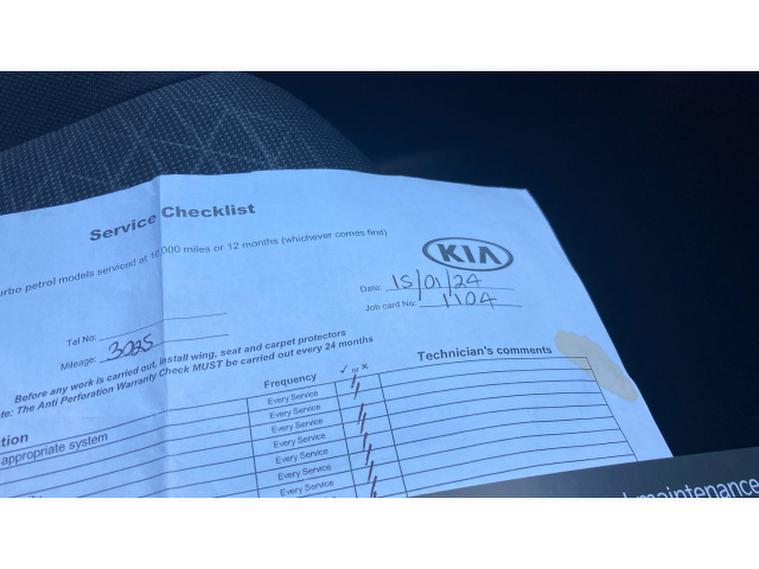 Service Checklist
urbo petrol models serviced at 10,000 miles or 12 months (whichever comes first)
KIA
Date: 15/01/24
Job card No: 1104
Tel No:
Mileage: 3025
Before any work is carried out, install wing, seat and carpet protectors
te: The Anti Perforation Warranty Check MUST be carried out every 24 months
Frequency
✓ or ×
Technician's comments
tion
Every Service
appropriate system
Every Service
Every Service
Every Service
Every Service
Every Service
Every Service
maintenance